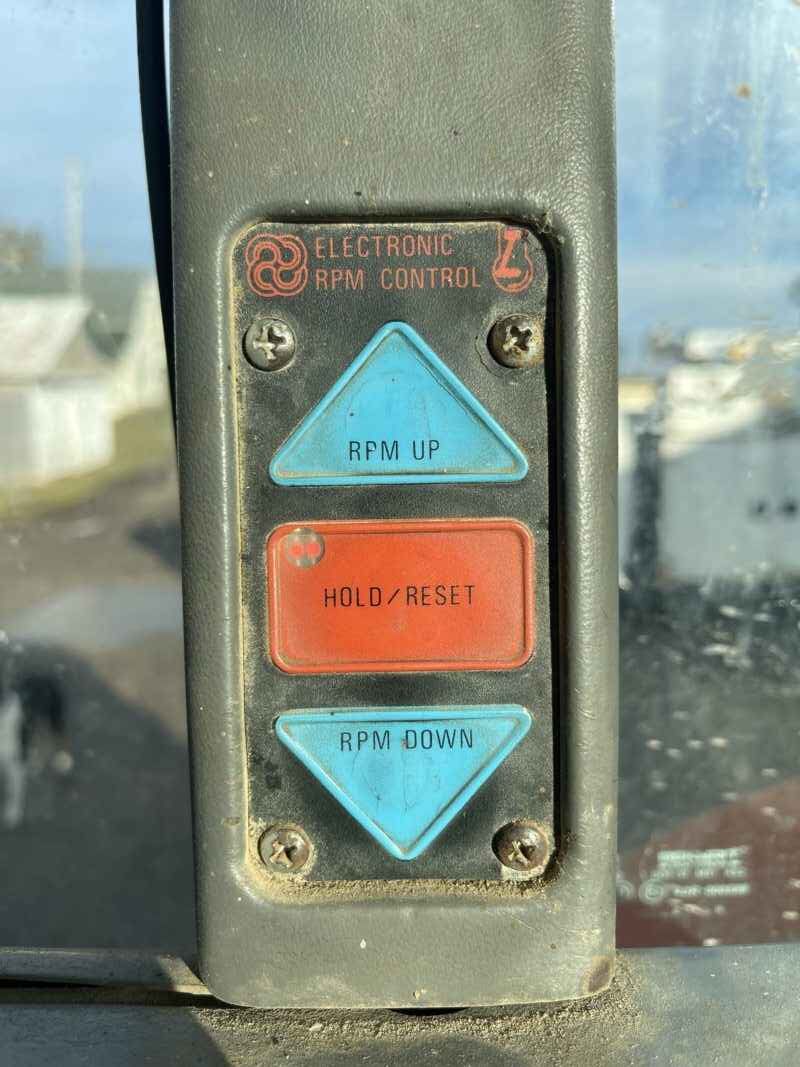 ELECTRONIC
RPM CONTROL
RPM UP
HOLD/RESET
RPM DOWN